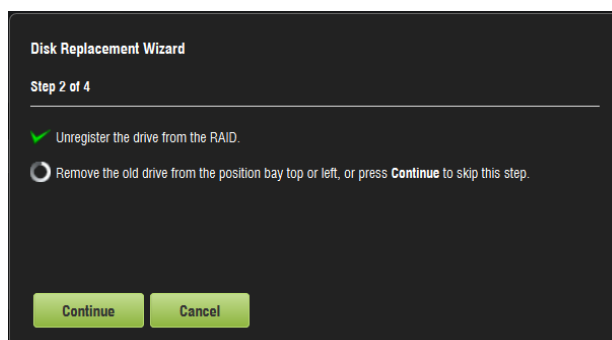 Disk Replacement Wizard
Step 2 of 4
Unregister the drive from the RAID.
Remove the old drive from the position bay top or left, or press Continue to skip this step.
Continue
Cancel